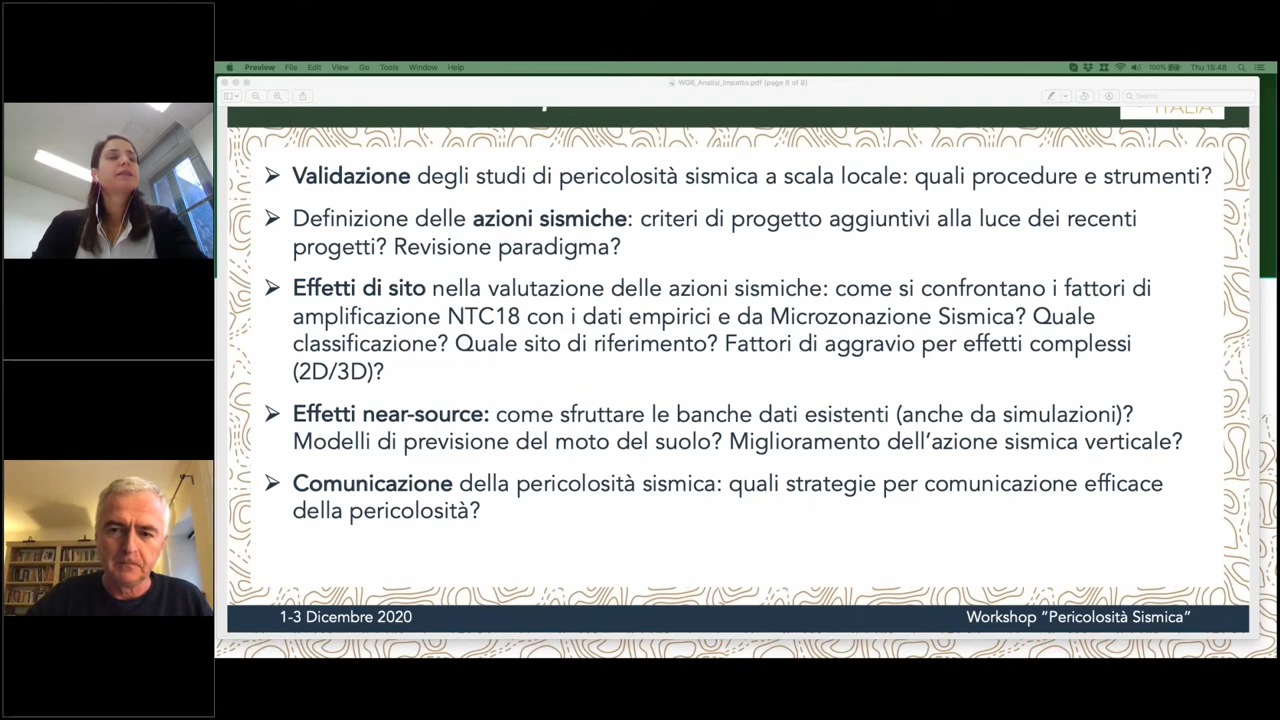 Preview File Edit View Go Tools Window Help 100% Thu 15:46
WG6_Analisi_Impatto.pdf (page 8 of 8)
Search
ITALIA
➢ Validazione degli studi di pericolosità sismica a scala locale: quali procedure e strumenti?
➢ Definizione delle azioni sismiche: criteri di progetto aggiuntivi alla luce dei recenti
progetti? Revisione paradigma?
➢ Effetti di sito nella valutazione delle azioni sismiche: come si confrontano i fattori di
amplificazione NTC18 con i dati empirici e da Microzonazione Sismica? Quale
classificazione? Quale sito di riferimento? Fattori di aggravio per effetti complessi
(2D/3D)?
➢ Effetti near-source: come sfruttare le banche dati esistenti (anche da simulazioni)?
Modelli di previsione del moto del suolo? Miglioramento dell’azione sismica verticale?
➢ Comunicazione della pericolosità sismica: quali strategie per comunicazione efficace
della pericolosità?
1-3 Dicembre 2020
Workshop “Pericolosità Sismica”